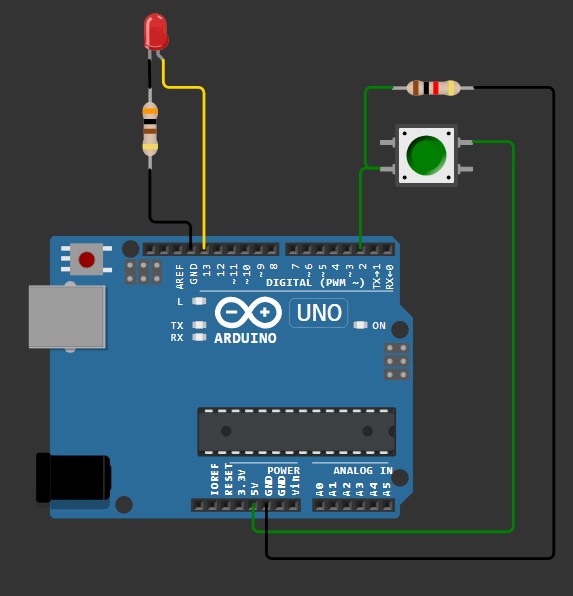 AREF
GND
13
12
~11
~10
~9
8
7
~6
~5
4
~3
2
TX→1
RX←0
DIGITAL (PWM ~)
L
TX
RX
UNO
ON
ARDUINO
IOREF
RESET
3.3V
5V
GND
GND
Vin
POWER
ANALOG IN
A0
A1
A2
A3
A4
A5